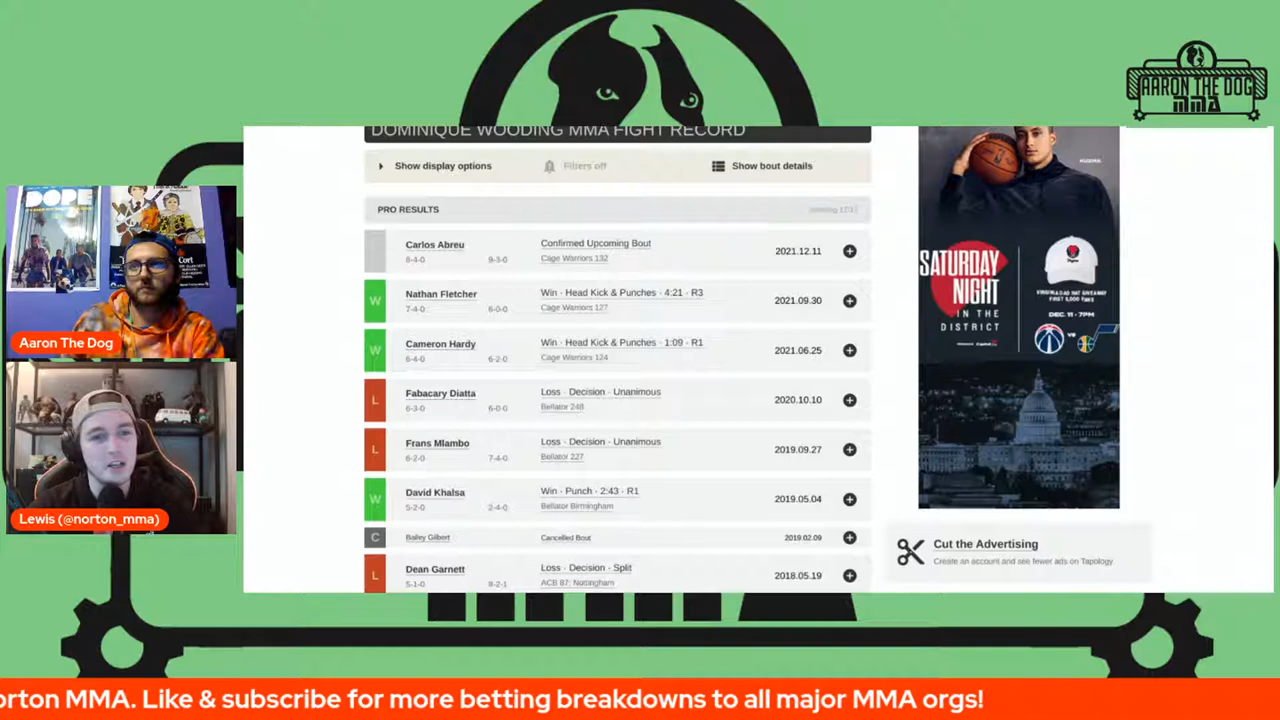 AARON THE DOG
MMA
DOPE
Aaron The Dog
Lewis (@norton_mma)
DOMINIQUE WOODING MMA FIGHT RECORD
Show display options
Filters off
Show bout details
PRO RESULTS
Carlos Abreu
Confirmed Upcoming Bout
2021.12.11
8-4-0
9-3-0
Cage Warriors 132
W
Nathan Fletcher
Win · Head Kick & Punches · 4:21 · R3
2021.09.30
7-4-0
6-0-0
Cage Warriors 127
W
Cameron Hardy
Win · Head Kick & Punches · 1:09 · R1
2021.06.25
6-4-0
6-2-0
Cage Warriors 124
L
Fabacary Diatta
Loss · Decision · Unanimous
2020.10.10
6-3-0
6-0-0
Bellator 248
L
Frans Mlambo
Loss · Decision · Unanimous
2019.09.27
6-2-0
7-4-0
Bellator 227
W
David Khalsa
Win · Punch · 2:43 · R1
2019.05.04
5-2-0
2-4-0
Bellator Birmingham
C
Bailey Gilbert
Cancelled Bout
2019.02.09
L
Dean Garnett
Loss · Decision · Split
2018.05.19
5-1-0
8-2-1
ACB 87: Nottingham
SATURDAY
NIGHT
IN THE
DISTRICT
DEC. 11 - 7PM
VS
Cut the Advertising
Create an account and see fewer ads on Tapology
orton MMA. Like & subscribe for more betting breakdowns to all major MMA orgs!